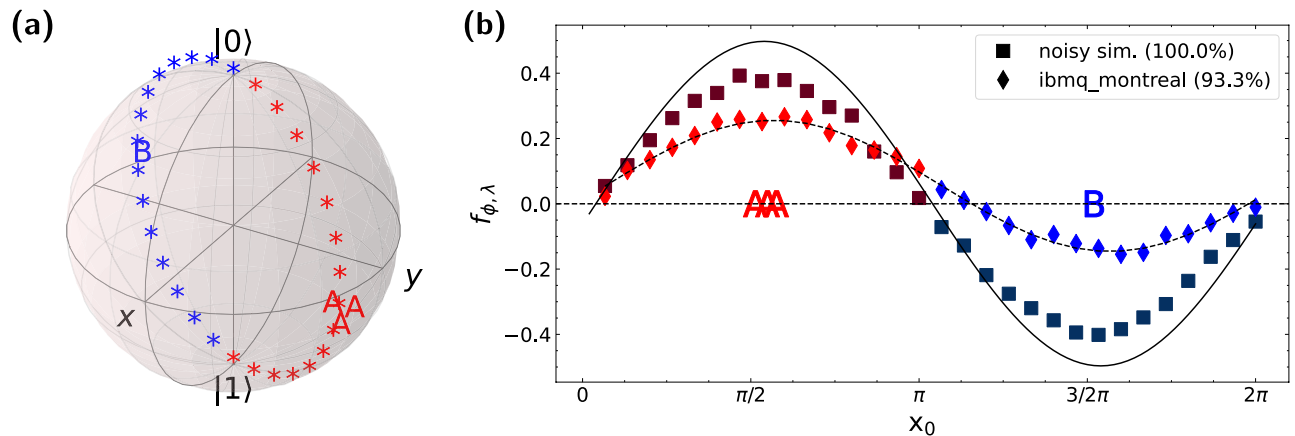 (a)
|0⟩
B
y
x
A A
A
|1⟩
(b)
noisy sim. (100.0%)
ibmq_montreal (93.3%)
f_{ϕ,λ}
0.4
0.2
0.0
−0.2
−0.4
AAA
B
0
π/2
π
3/2π
2π
x₀